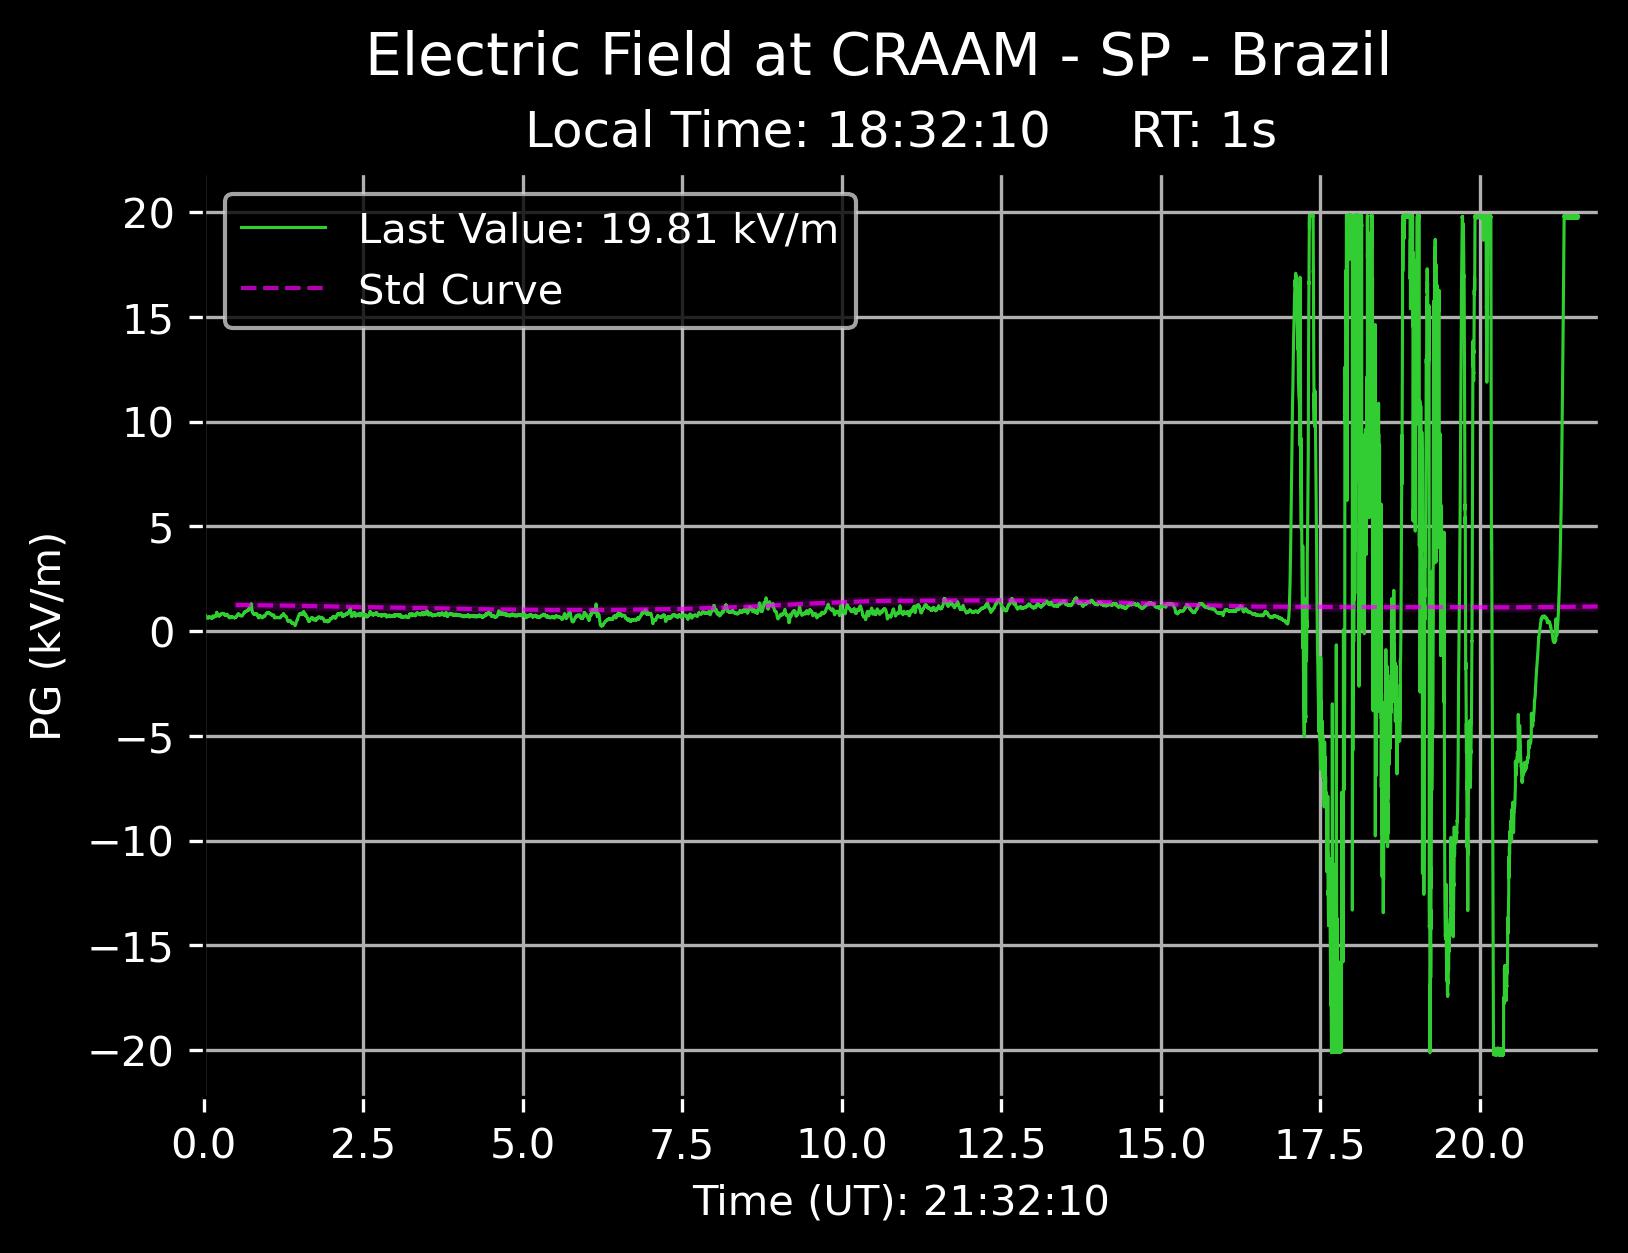 Electric Field at CRAAM - SP - Brazil
Local Time: 18:32:10 RT: 1s
Last Value: 19.81 kV/m
Std Curve
20
15
10
5
0
−5
−10
−15
−20
PG (kV/m)
0.0 2.5 5.0 7.5 10.0 12.5 15.0 17.5 20.0
Time (UT): 21:32:10